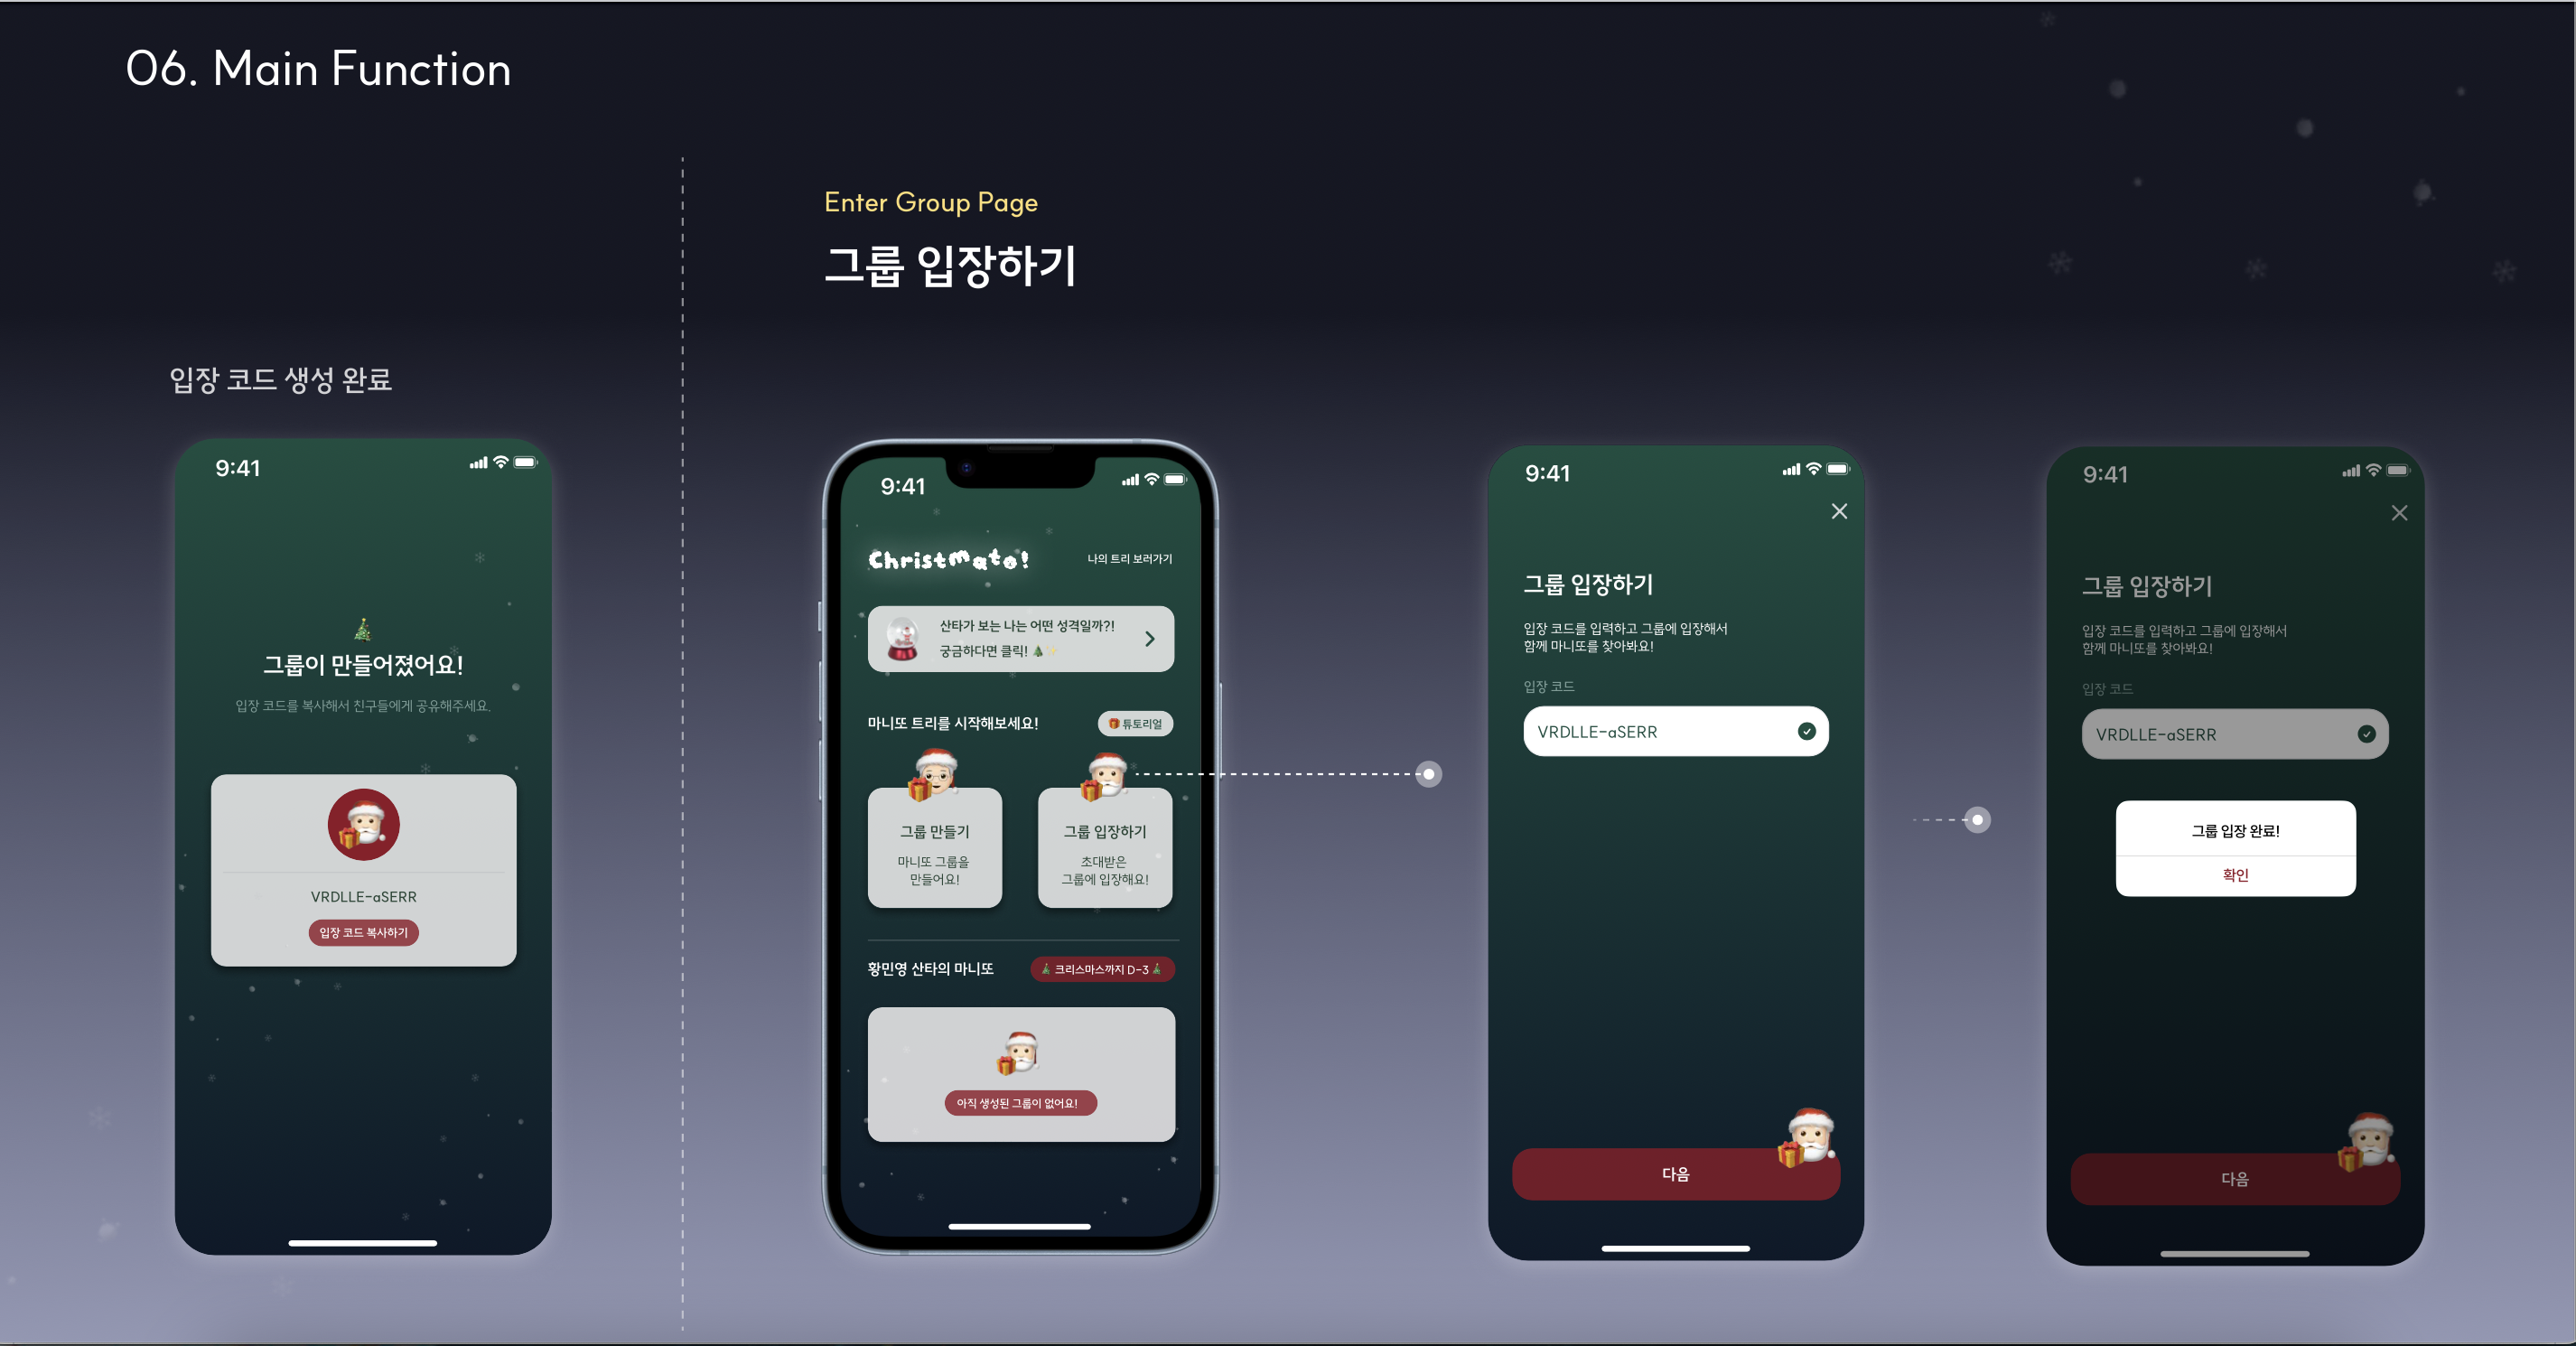 06. Main Function
입장 코드 생성 완료
9:41
그룹이 만들어졌어요!
입장 코드를 복사해서 친구들에게 공유해주세요.
VRDLLE-aSERR
입장 코드 복사하기
Enter Group Page
그룹 입장하기
9:41
Christmato!
나의 트리 보러가기
산타가 보는 나는 어떤 성격일까?!
궁금하다면 클릭!
마니또 트리를 시작해보세요!
튜토리얼
그룹 만들기
마니또 그룹을
만들어요!
그룹 입장하기
초대받은
그룹에 입장해요!
황민영 산타의 마니또
크리스마스까지 D-3
아직 생성된 그룹이 없어요!
9:41
그룹 입장하기
입장 코드를 입력하고 그룹에 입장해서
함께 마니또를 찾아봐요!
입장 코드
VRDLLE-aSERR
다음
9:41
그룹 입장하기
입장 코드를 입력하고 그룹에 입장해서
함께 마니또를 찾아봐요!
입장 코드
VRDLLE-aSERR
그룹 입장 완료!
확인
다음